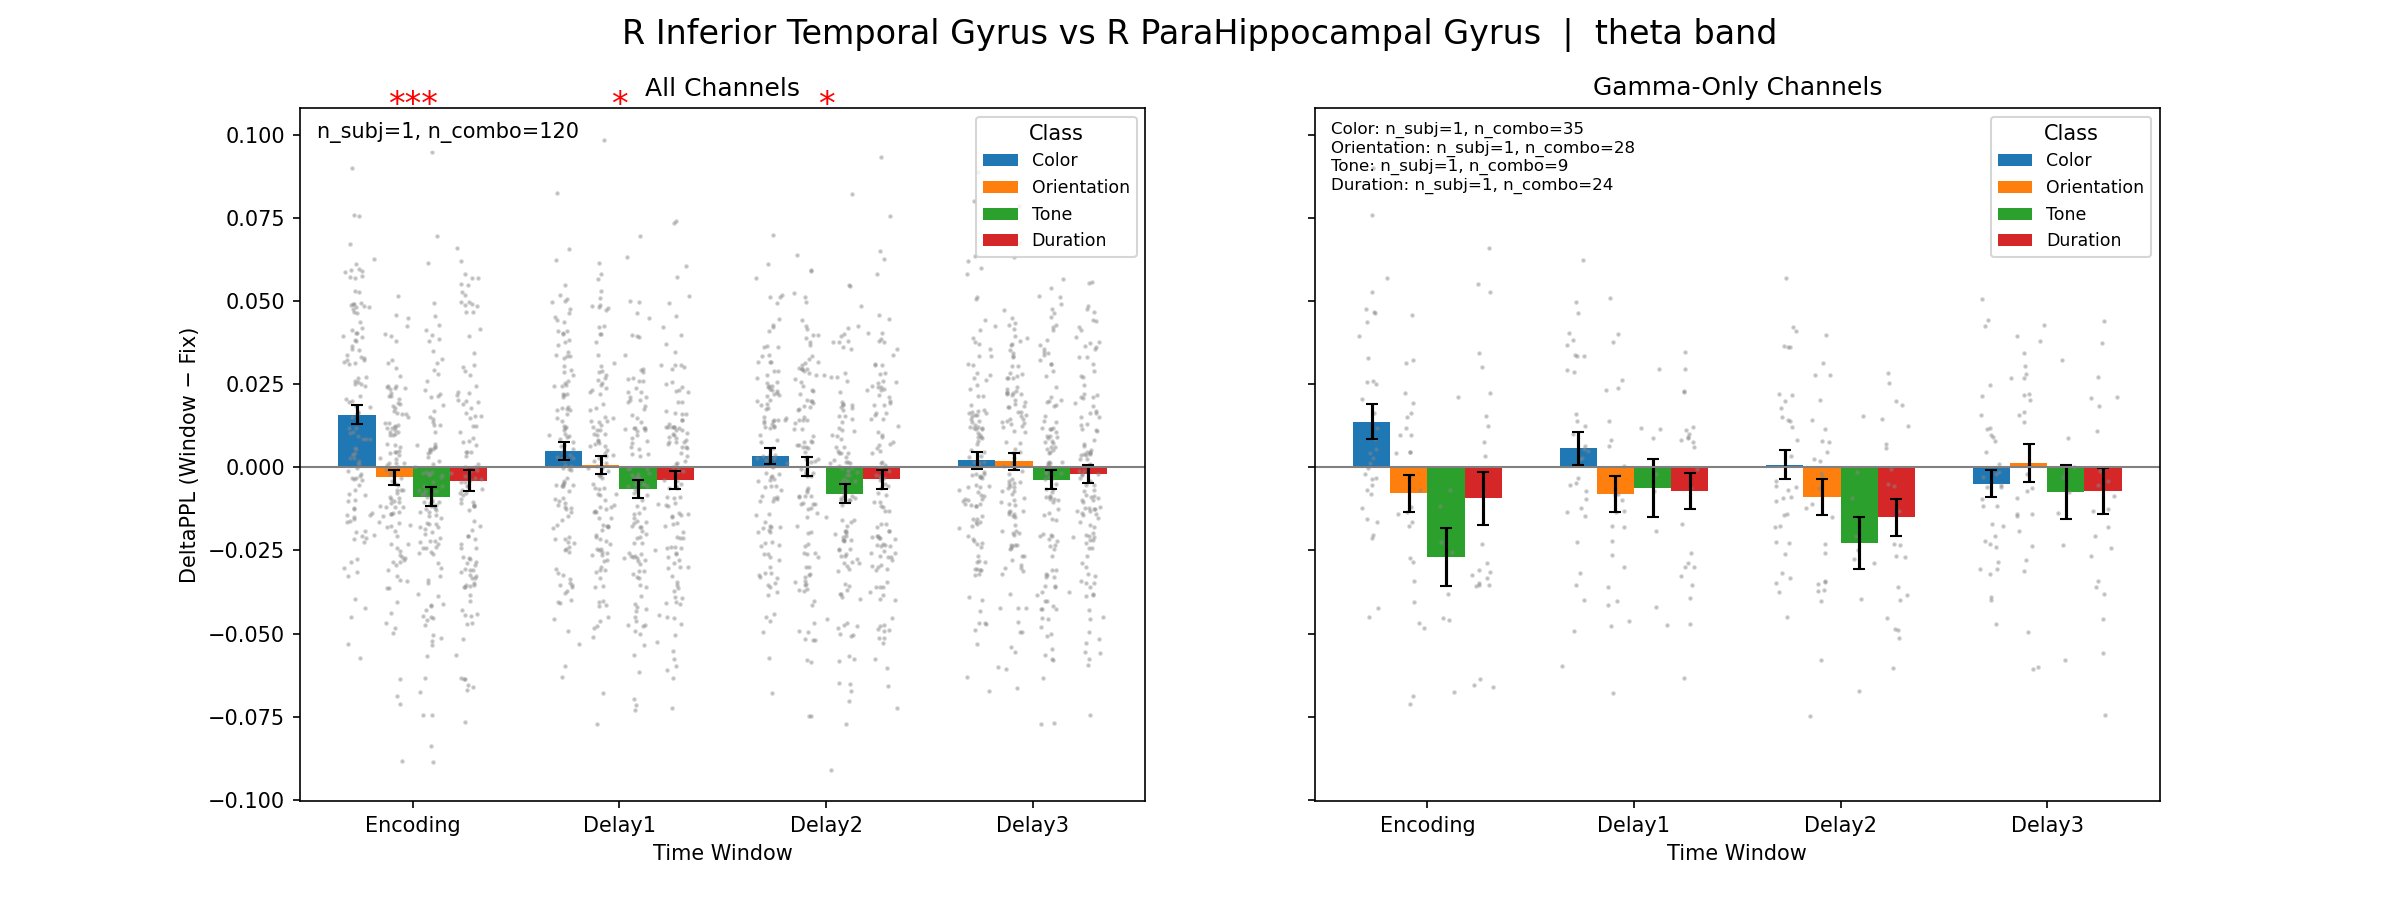 R Inferior Temporal Gyrus vs R ParaHippocampal Gyrus | theta band
All Channels
*** * *
n_subj=1, n_combo=120
Class
Color
Orientation
Tone
Duration
0.100
0.075
0.050
0.025
0.000
−0.025
−0.050
−0.075
−0.100
DeltaPPL (Window − Fix)
Encoding Delay1 Delay2 Delay3
Time Window
Gamma-Only Channels
Color: n_subj=1, n_combo=35
Orientation: n_subj=1, n_combo=28
Tone: n_subj=1, n_combo=9
Duration: n_subj=1, n_combo=24
Class
Color
Orientation
Tone
Duration
Encoding Delay1 Delay2 Delay3
Time Window